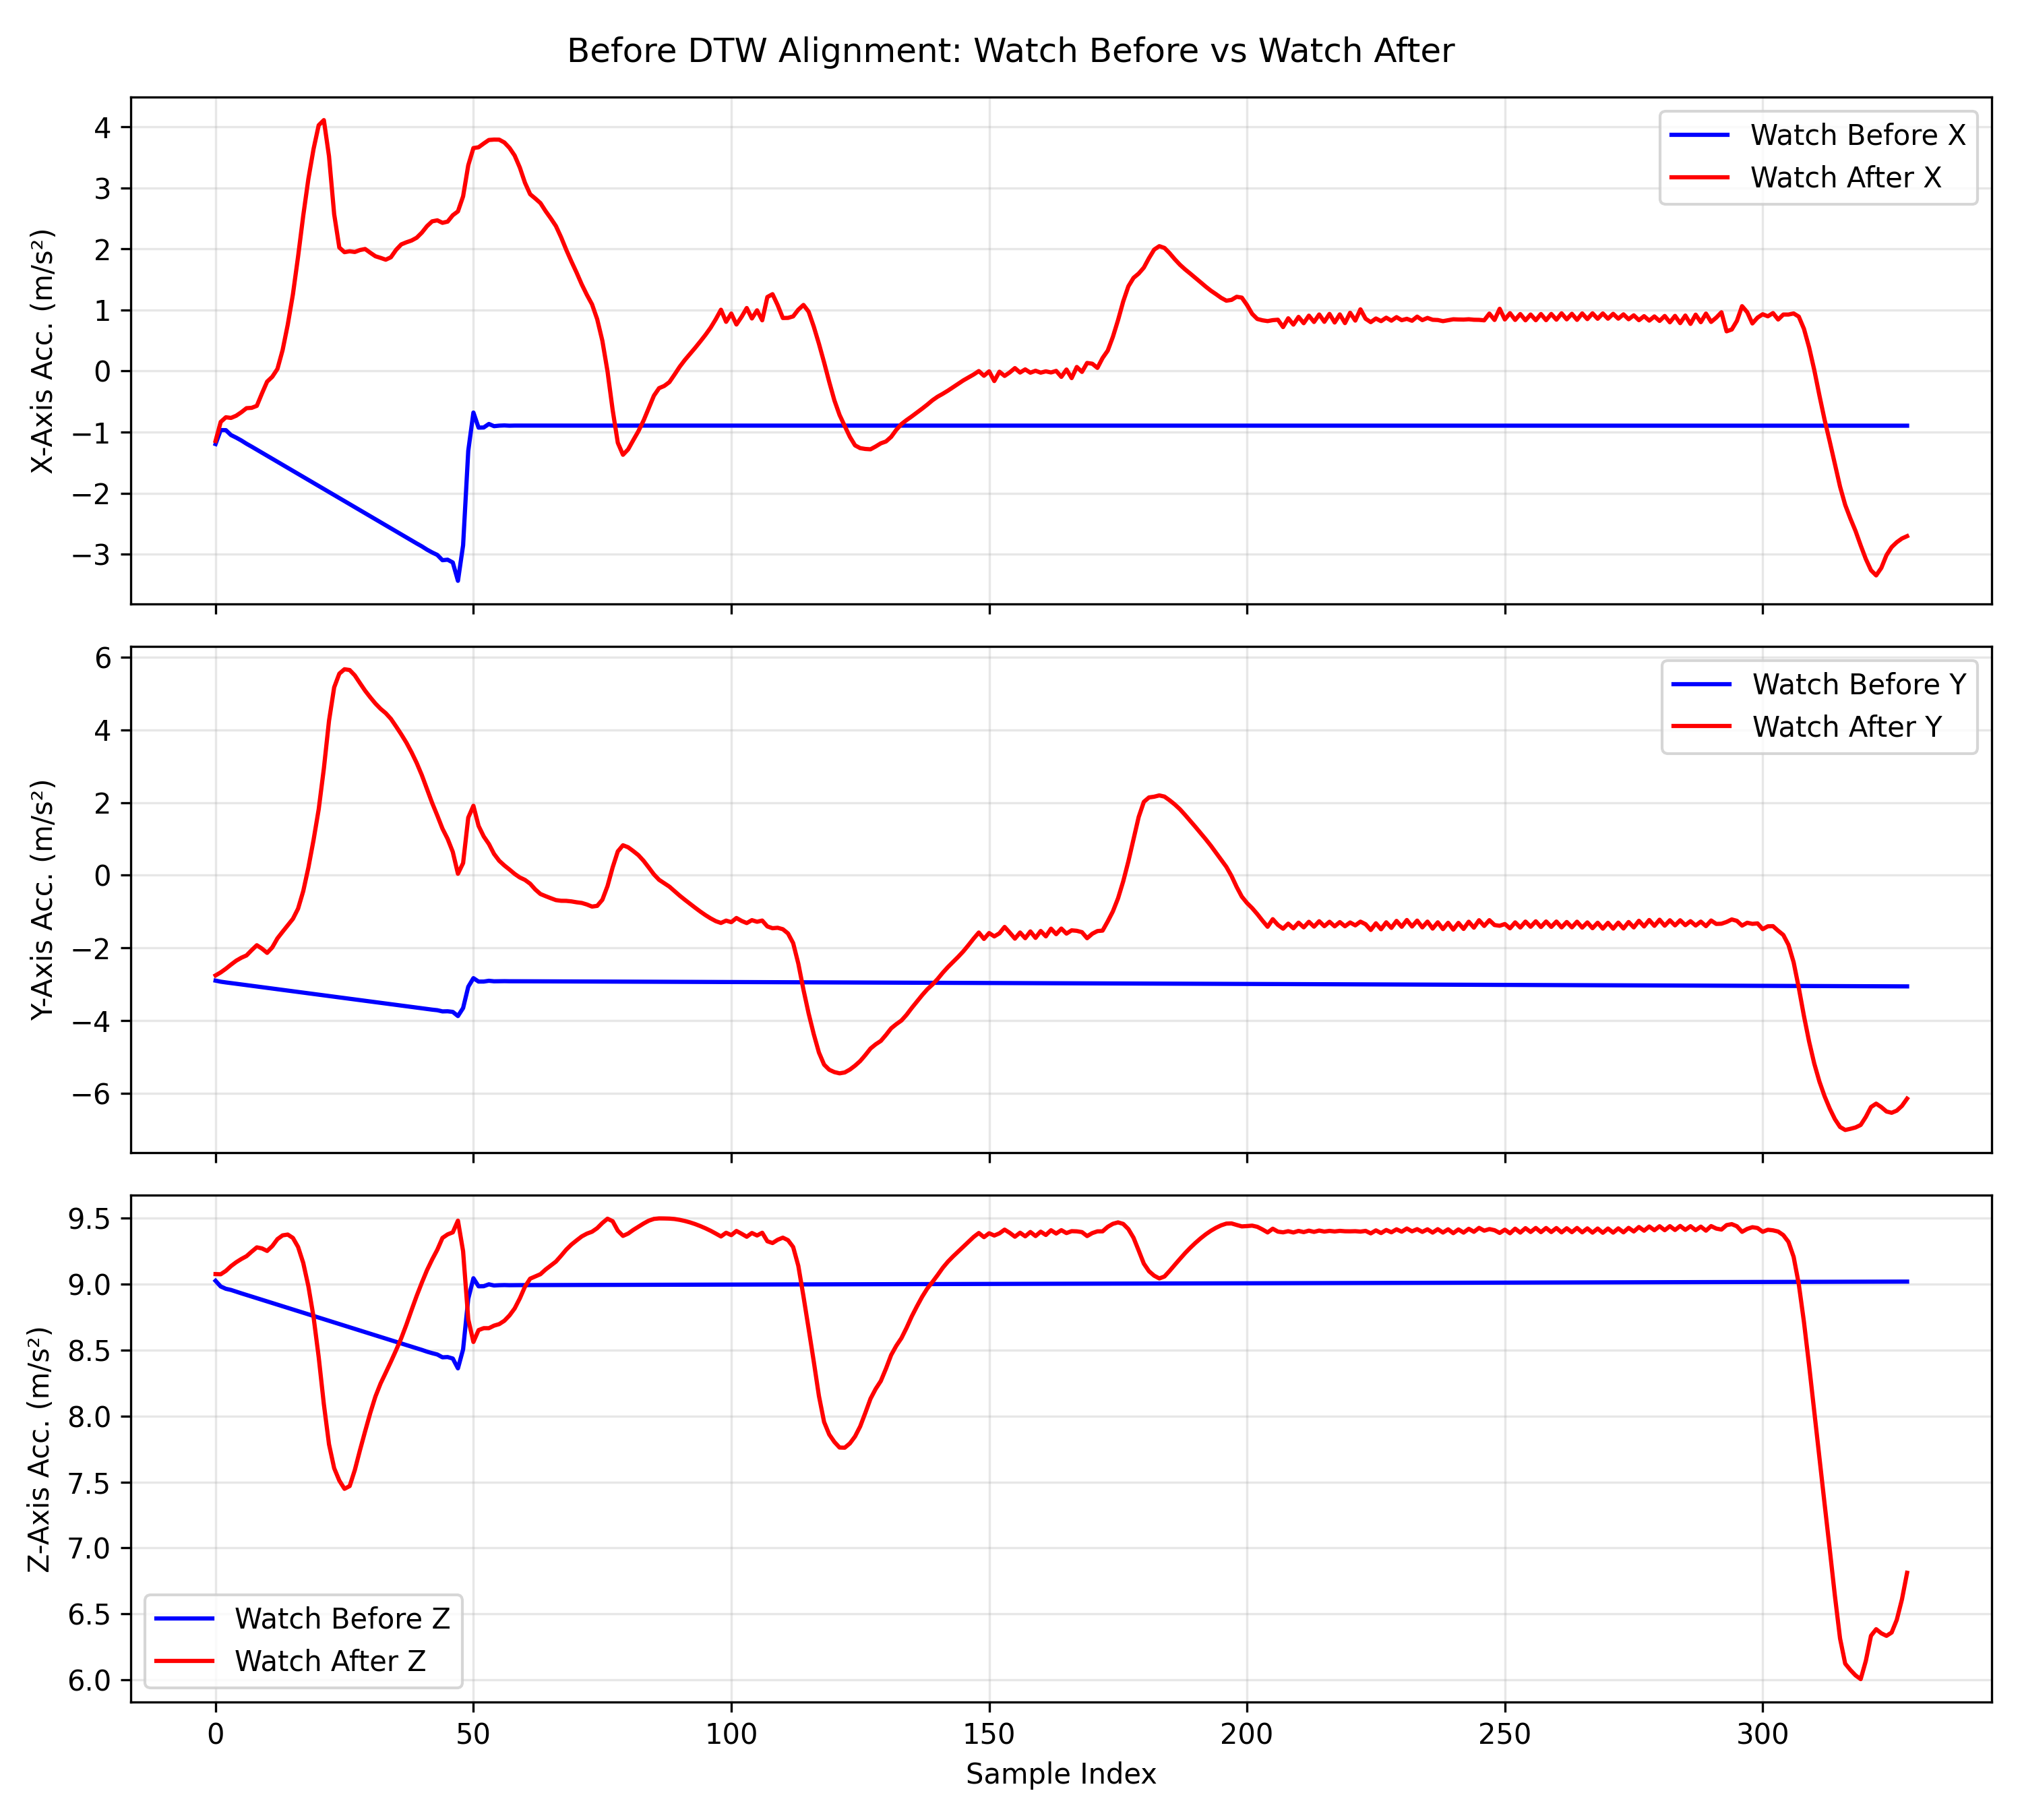 Before DTW Alignment: Watch Before vs Watch After
4
3
2
1
0
−1
−2
−3
X-Axis Acc. (m/s²)
Watch Before X
Watch After X
6
4
2
0
−2
−4
−6
Y-Axis Acc. (m/s²)
Watch Before Y
Watch After Y
9.5
9.0
8.5
8.0
7.5
7.0
6.5
6.0
Z-Axis Acc. (m/s²)
Watch Before Z
Watch After Z
0 50 100 150 200 250 300
Sample Index